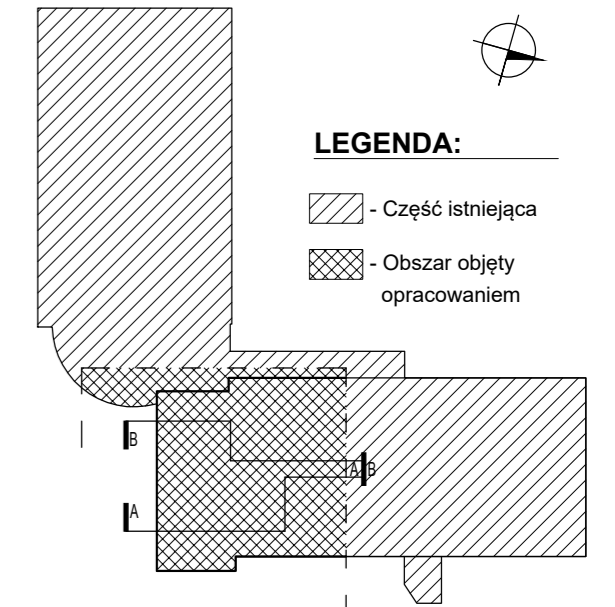 LEGENDA:
- Część istniejąca
- Obszar objęty
opracowaniem
B
A B
A